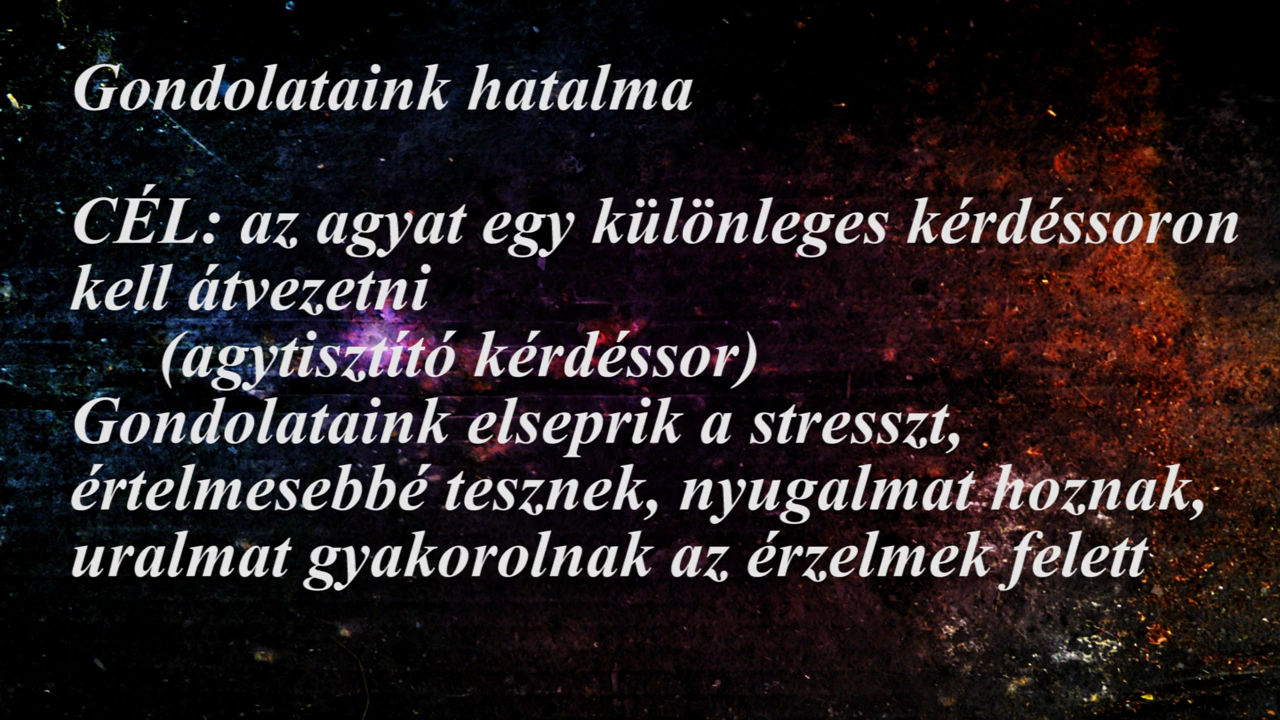 Gondolataink hatalma
CÉL: az agyat egy különleges kérdéssoron
kell átvezetni
(agytisztító kérdéssor)
Gondolataink elseprik a stresszt,
értelmesebbé tesznek, nyugalmat hoznak,
uralmat gyakorolnak az érzelmek felett